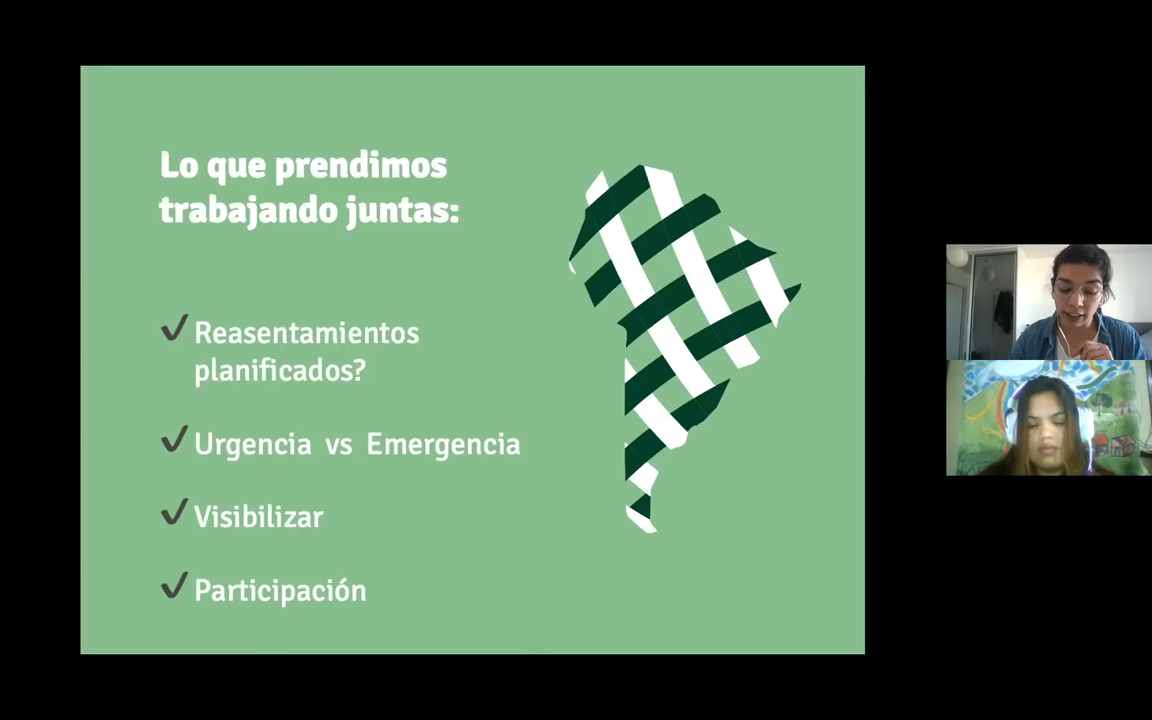 Lo que prendimos
trabajando juntas:
Reasentamientos
planificados?
Urgencia vs Emergencia
Visibilizar
Participación